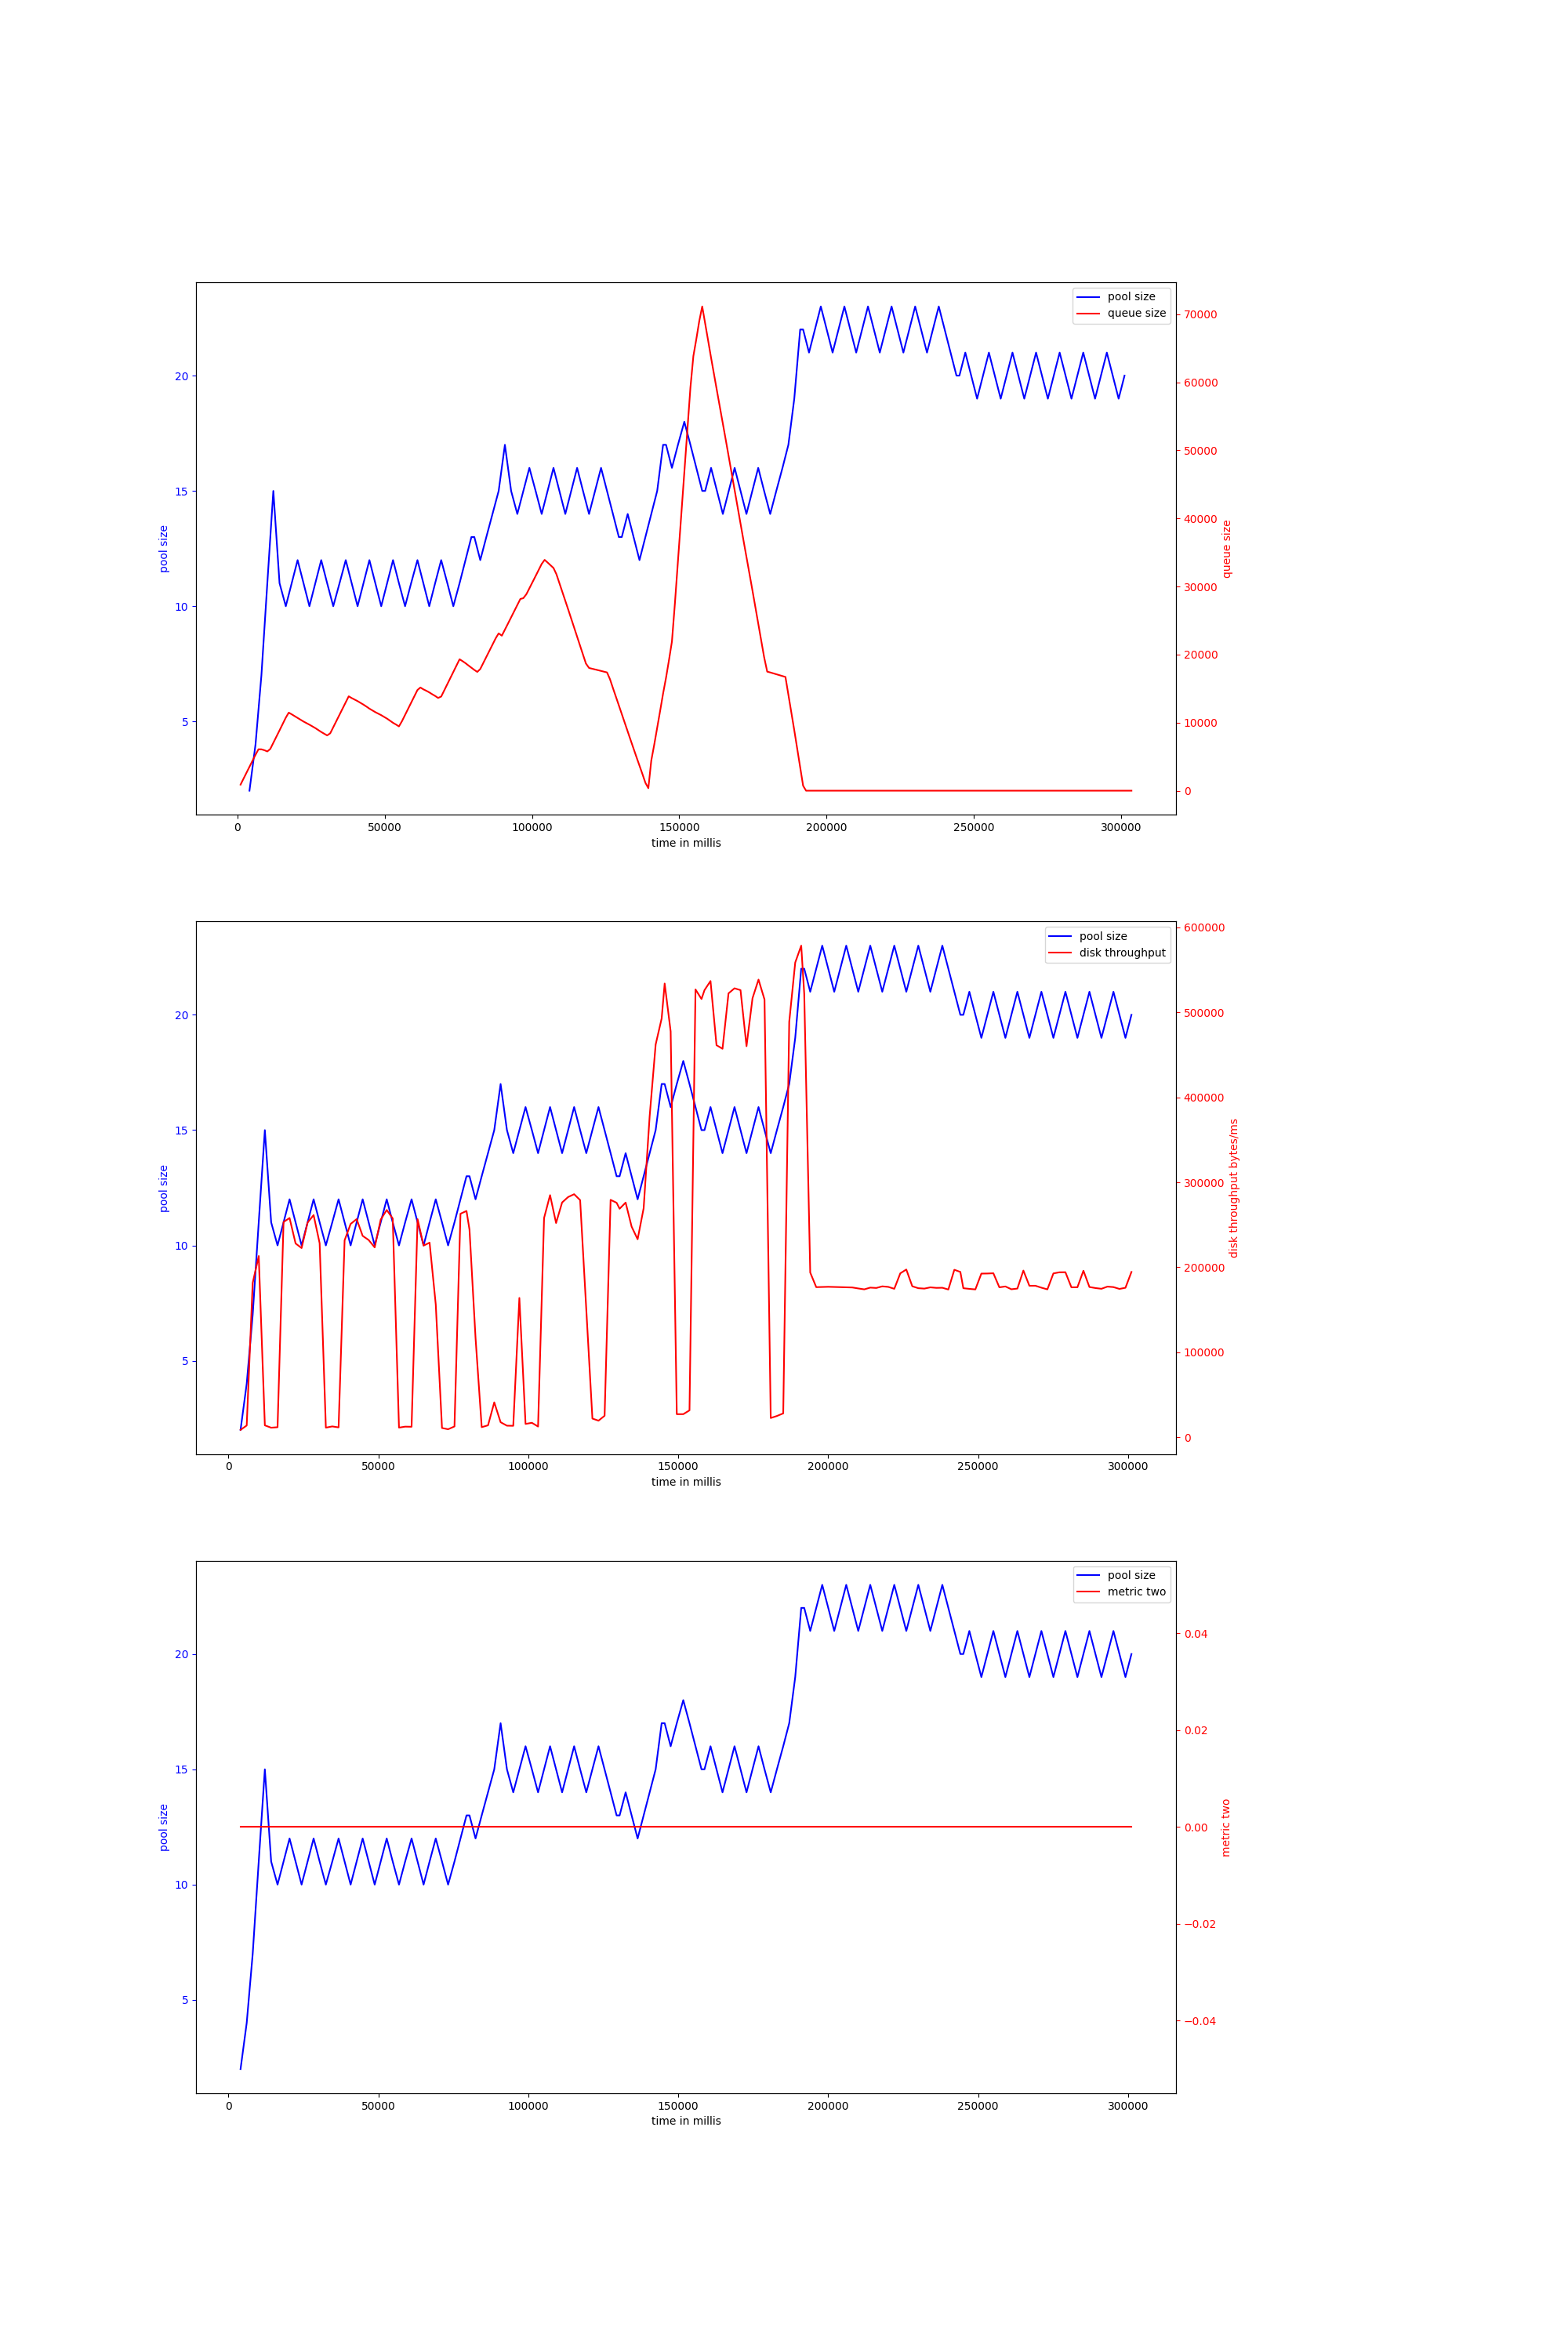 pool size
queue size
70000
60000
50000
40000
30000
20000
10000
0
queue size
20
15
10
5
pool size
0 50000 100000 150000 200000 250000 300000
time in millis
pool size
disk throughput
600000
500000
400000
300000
200000
100000
0
disk throughput bytes/ms
20
15
10
5
pool size
0 50000 100000 150000 200000 250000 300000
time in millis
pool size
metric two
0.04
0.02
0.00
−0.02
−0.04
metric two
20
15
10
5
pool size
0 50000 100000 150000 200000 250000 300000
time in millis